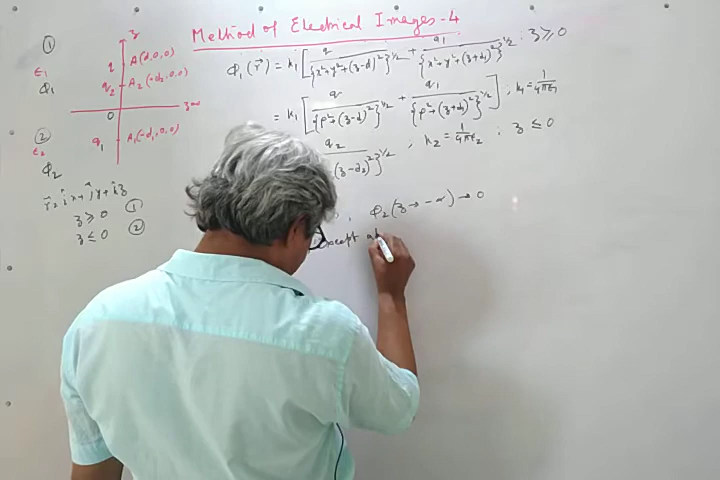 Method of Electrical Images-4
①
ε₁
Φ₁
z
q A(d,0,0)
q₂ A₂(-d₂,0,0)
z=0
0
②
ε₂
Φ₂
q₁ A₁(-d₁,0,0)
z ≥ 0 ①
z ≤ 0 ②
Φ₁(r⃗) = k₁[ q / {x²+y²+(z-d)²}^1/2 + q₁ / {x²+y²+(z+d₁)²}^1/2 ; z ≥ 0
= k₁[ q / {ρ²+(z-d)²}^1/2 + q₁ / {ρ²+(z+d₁)²}^1/2 ] ; k₁ = 1/4πε₁
q₂ / (z-d₂)²}^1/2 , k₂ = 1/4πε₂ ; z ≤ 0
, Φ₂(z→-∝) → 0
Except at